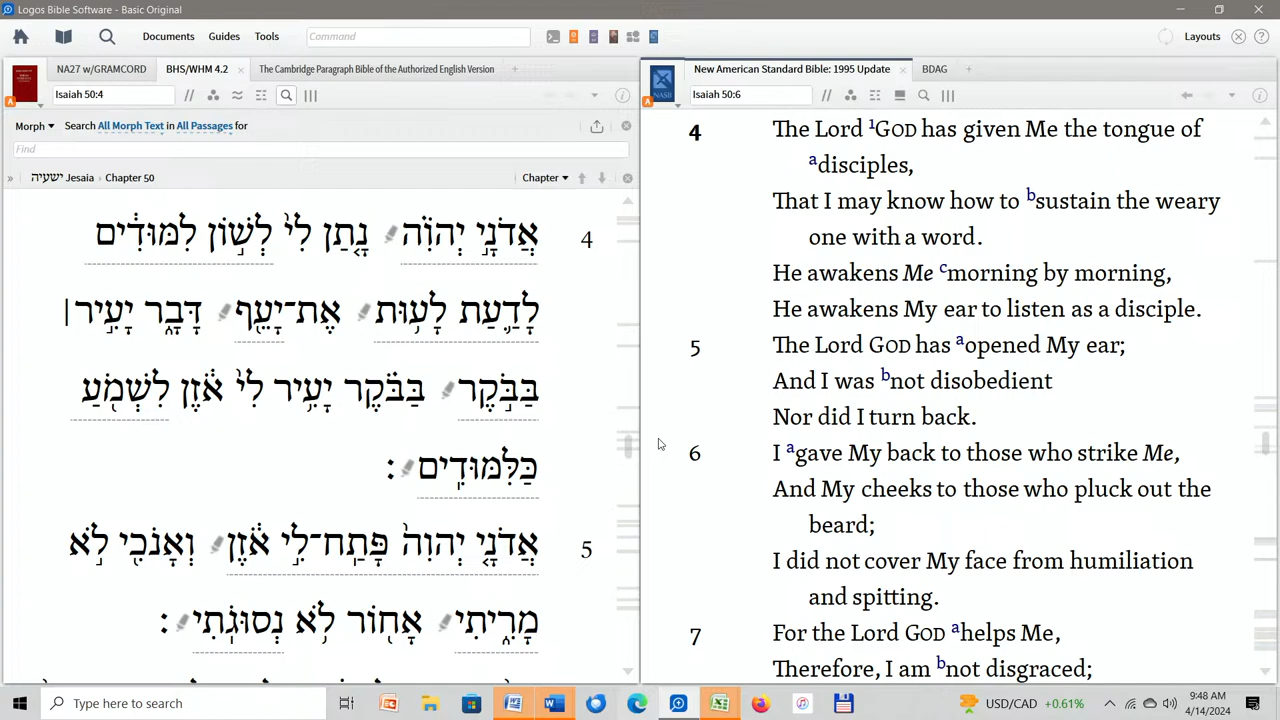 Logos Bible Software - Basic Original
Documents Guides Tools Command Layouts
NA27 w/GRAMCORD BHS/WHM 4.2 The Cambridge Paragraph Bible of the Authorized English Version
Isaiah 50:4
Morph Search All Morph Text in All Passages for
Find
» ישעיה Jesaia › Chapter 50 Chapter
4 אֲדֹנָ֣י יְהוִֹ֗ה נָ֤תַן לִי֙ לְשׁ֣וֹן לִמּוּדִ֔ים
לָדַ֛עַת לָע֥וּת אֶת־יָעֵ֖ף דָּבָ֑ר יָעִ֣יר ׀
בַּבֹּ֣קֶר בַּבֹּ֗קֶר יָעִ֥יר לִי֙ אֹ֔זֶן לִשְׁמֹ֖עַ
כַּלִּמּוּדִֽים ׃
5 אֲדֹנָ֤י יְהוִה֙ פָּתַֽח־לִ֣י אֹ֔זֶן וְאָנֹכִ֖י לֹ֣א
מָרִ֑יתִי אָח֖וֹר לֹ֥א נְסוּגֹֽתִי ׃
New American Standard Bible: 1995 Update BDAG
Isaiah 50:6
4 The Lord ¹GOD has given Me the tongue of
ᵃdisciples,
That I may know how to ᵇsustain the weary
one with a word.
He awakens Me ᶜmorning by morning,
He awakens My ear to listen as a disciple.
5 The Lord GOD has ᵃopened My ear;
And I was ᵇnot disobedient
Nor did I turn back.
6 I ᵃgave My back to those who strike Me,
And My cheeks to those who pluck out the
beard;
I did not cover My face from humiliation
and spitting.
7 For the Lord GOD ᵃhelps Me,
Therefore, I am ᵇnot disgraced;
Type here to search USD/CAD +0.61% 9:48 AM
4/14/2024